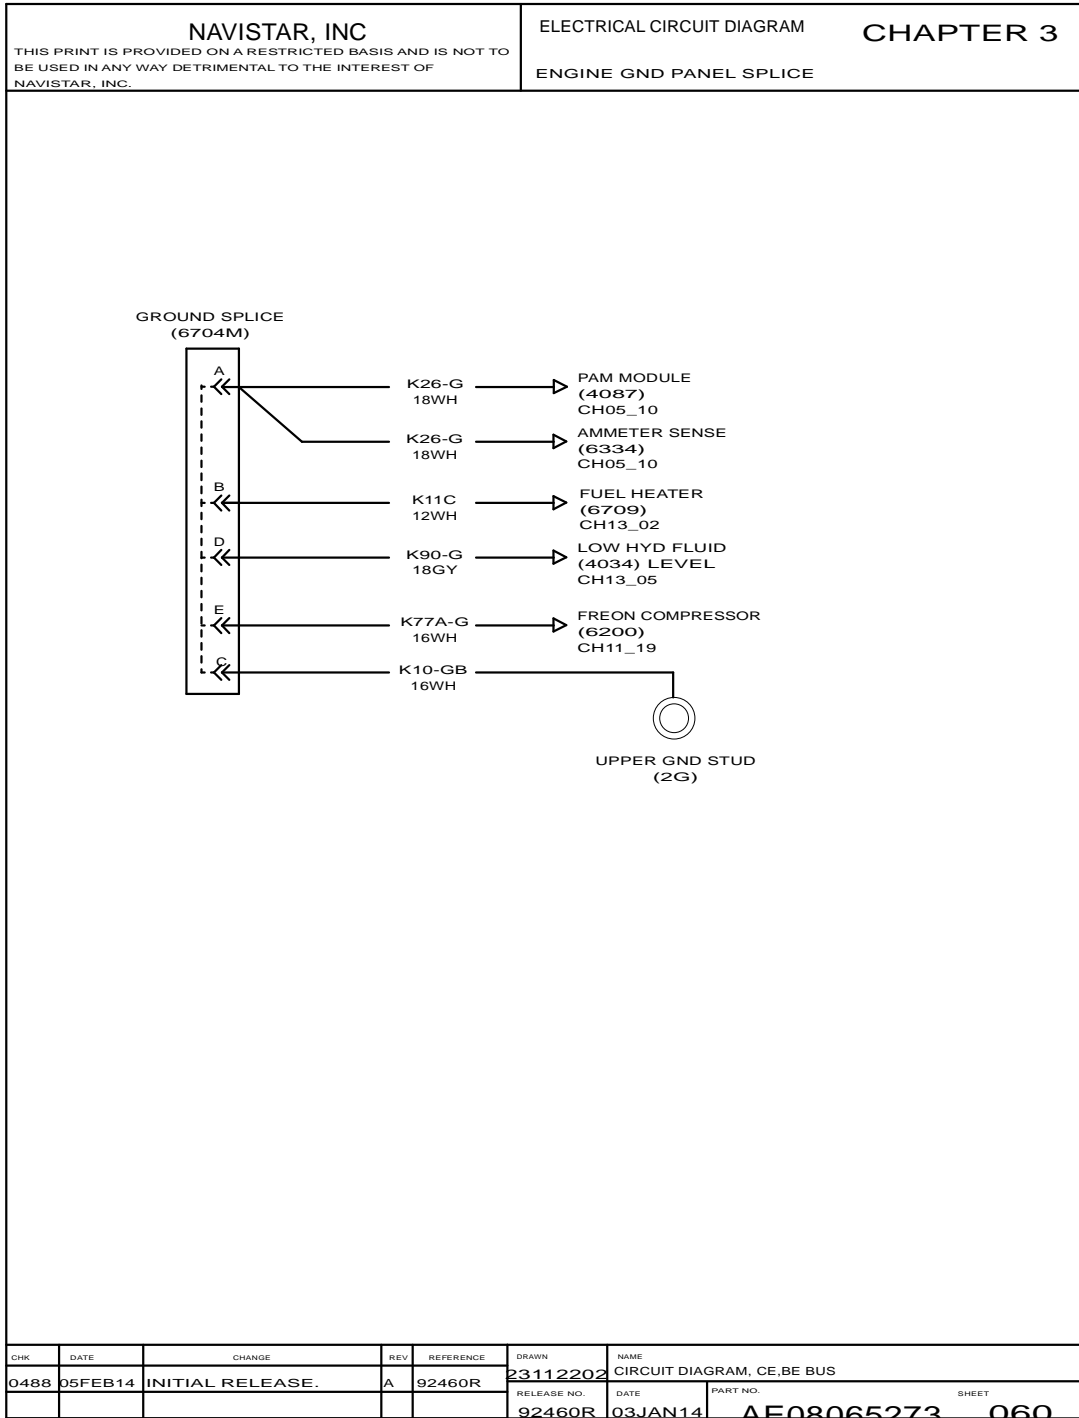 NAVISTAR, INC
THIS PRINT IS PROVIDED ON A RESTRICTED BASIS AND IS NOT TO
BE USED IN ANY WAY DETRIMENTAL TO THE INTEREST OF
NAVISTAR, INC.
ELECTRICAL CIRCUIT DIAGRAM
CHAPTER 3
ENGINE GND PANEL SPLICE
GROUND SPLICE
(6704M)
A
K26-G
18WH
PAM MODULE
(4087)
CH05_10
K26-G
18WH
AMMETER SENSE
(6334)
CH05_10
B
K11C
12WH
FUEL HEATER
(6709)
CH13_02
D
K90-G
18GY
LOW HYD FLUID
(4034) LEVEL
CH13_05
E
K77A-G
16WH
FREON COMPRESSOR
(6200)
CH11_19
C
K10-GB
16WH
UPPER GND STUD
(2G)
CHK DATE CHANGE REV REFERENCE
0488 05FEB14 INITIAL RELEASE. A 92460R
DRAWN
23112202
NAME
CIRCUIT DIAGRAM, CE,BE BUS
RELEASE NO.
92460R
DATE
03JAN14
PART NO.
AE08065273
SHEET
060